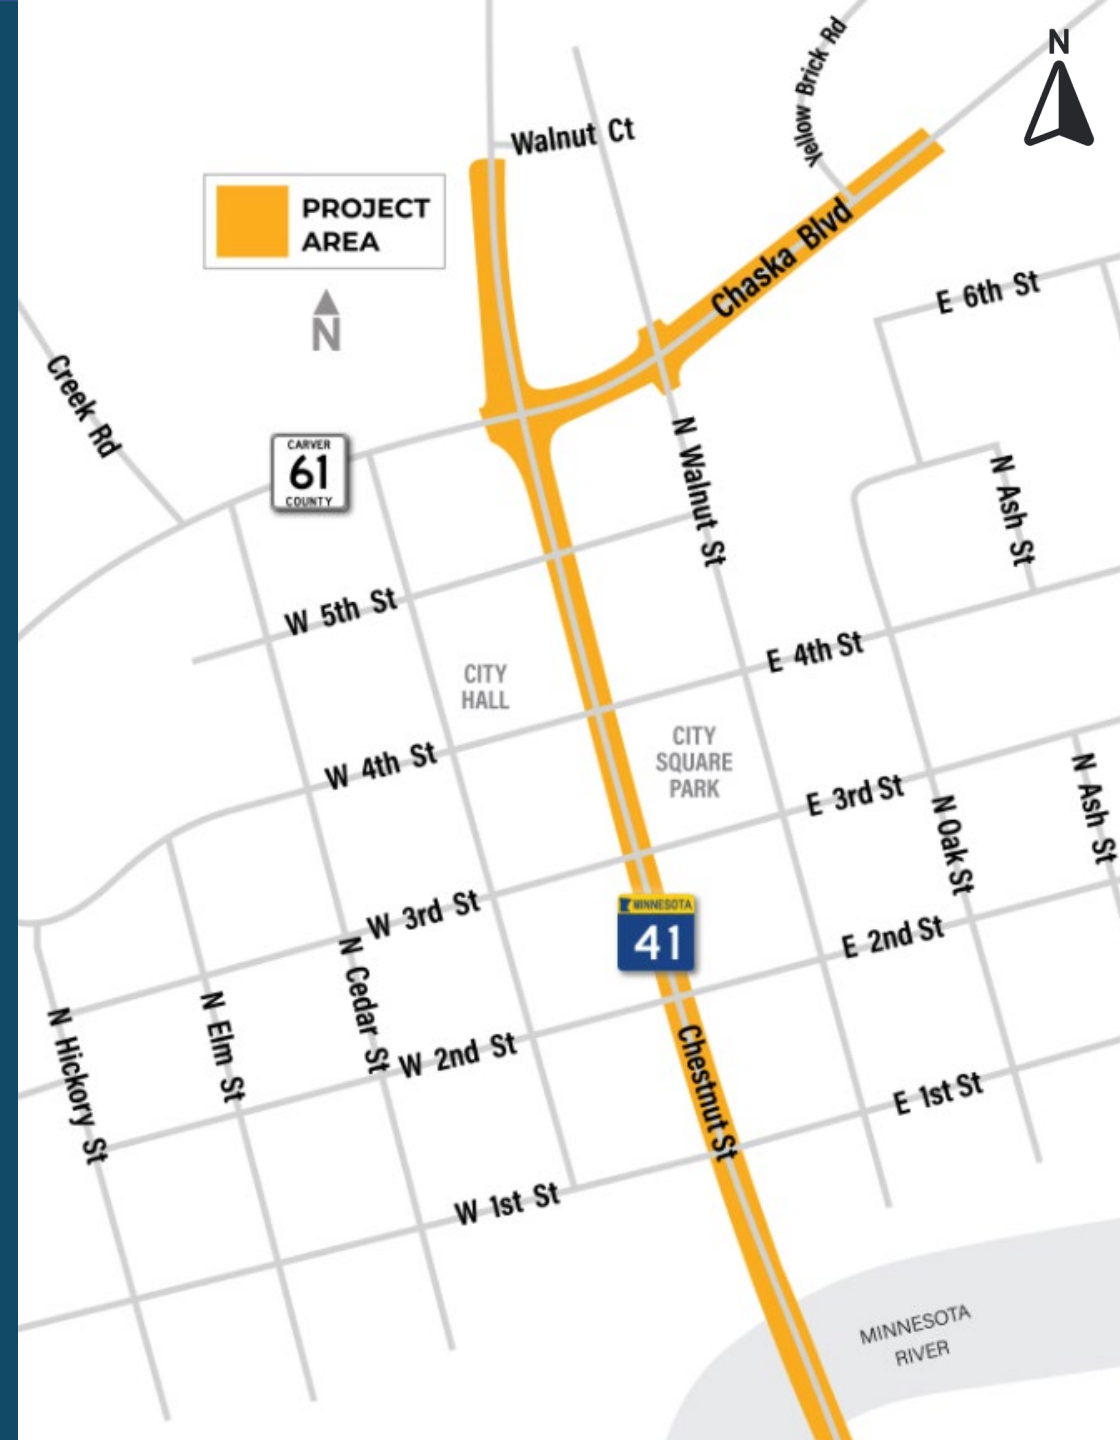 N
Yellow Brick Rd
Walnut Ct
PROJECT
AREA
N
Chaska Blvd
E 6th St
Creek Rd
CARVER
61
COUNTY
N Walnut St
N Ash St
W 5th St
E 4th St
CITY
HALL
CITY
SQUARE
PARK
W 4th St
E 3rd St
N Oak St
N Ash St
W 3rd St
MINNESOTA
41
E 2nd St
N Cedar St
N Elm St
N Hickory St
W 2nd St
Chestnut St
E 1st St
W 1st St
MINNESOTA
RIVER